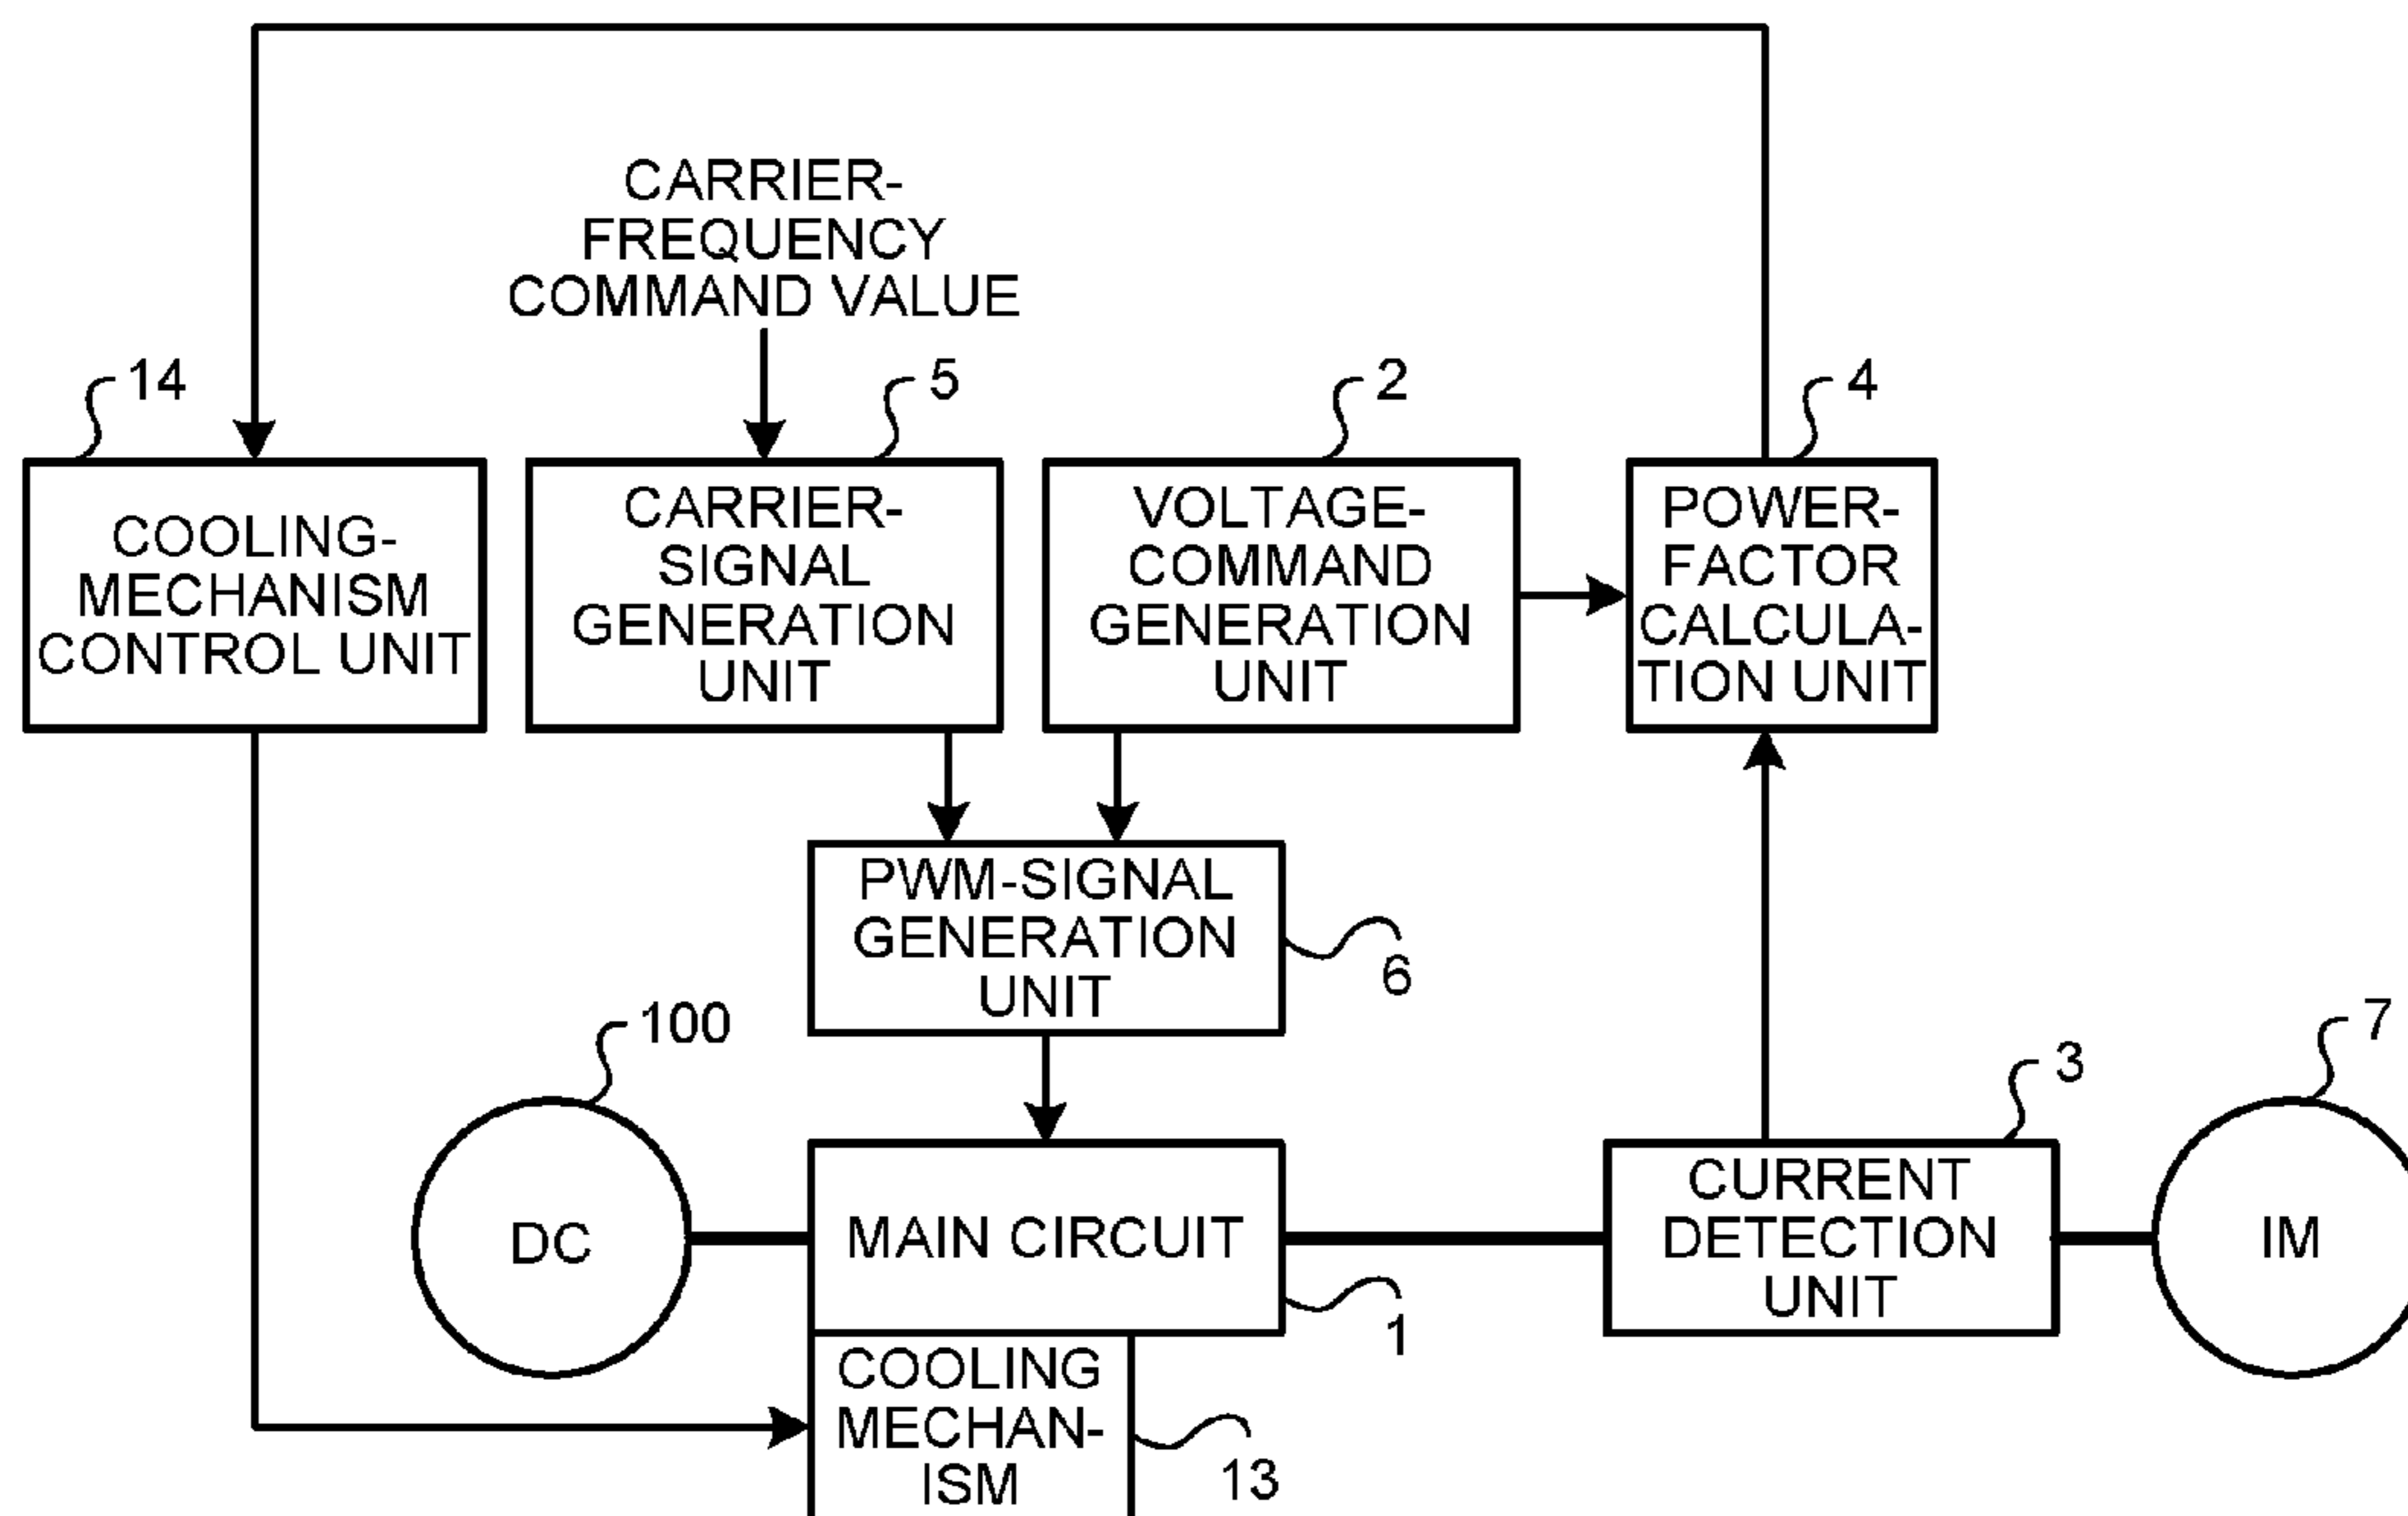 CARRIER-
FREQUENCY
COMMAND VALUE
14
5
2
4
COOLING-
MECHANISM
CONTROL UNIT
CARRIER-
SIGNAL
GENERATION
UNIT
VOLTAGE-
COMMAND
GENERATION
UNIT
POWER-
FACTOR
CALCULA-
TION UNIT
PWM-SIGNAL
GENERATION
UNIT
6
100
3
7
DC
MAIN CIRCUIT
1
CURRENT
DETECTION
UNIT
IM
COOLING
MECHAN-
ISM
13